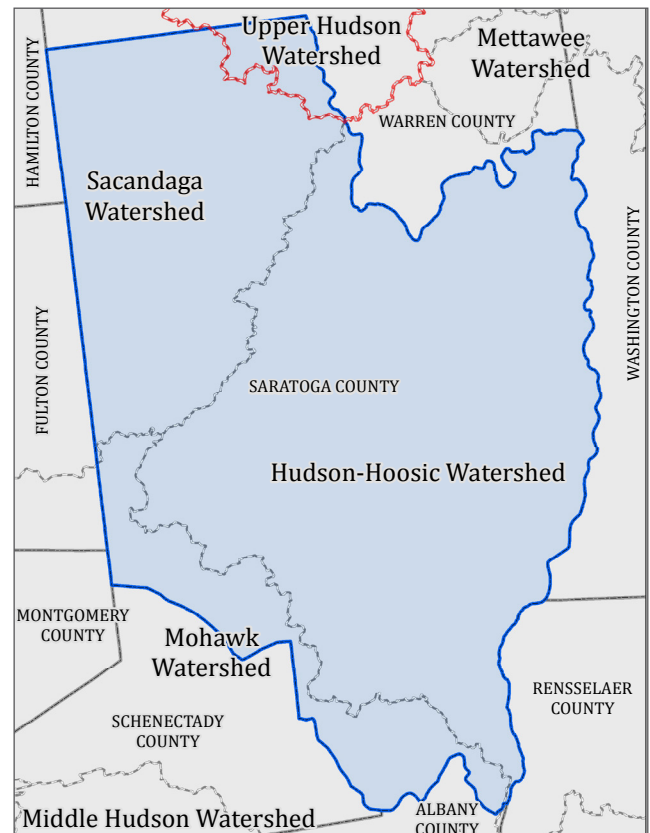 Upper Hudson
Watershed
Mettawee
Watershed
HAMILTON COUNTY
WARREN COUNTY
Sacandaga
Watershed
WASHINGTON COUNTY
FULTON COUNTY
SARATOGA COUNTY
Hudson-Hoosic Watershed
MONTGOMERY
COUNTY
Mohawk
Watershed
RENSSELAER
COUNTY
SCHENECTADY
COUNTY
Middle Hudson Watershed
ALBANY
COUNTY